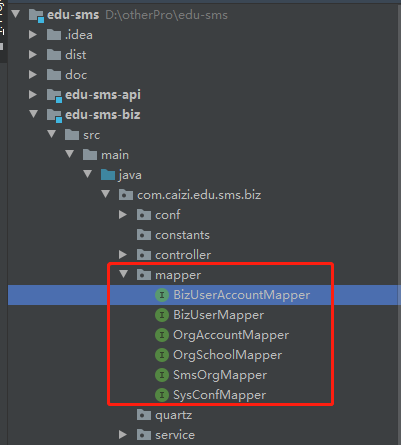 edu-sms D:\otherPro\edu-sms
.idea
dist
doc
edu-sms-api
edu-sms-biz
src
main
java
com.caizi.edu.sms.biz
conf
constants
controller
mapper
BizUserAccountMapper
BizUserMapper
OrgAccountMapper
OrgSchoolMapper
SmsOrgMapper
SysConfMapper
quartz
service